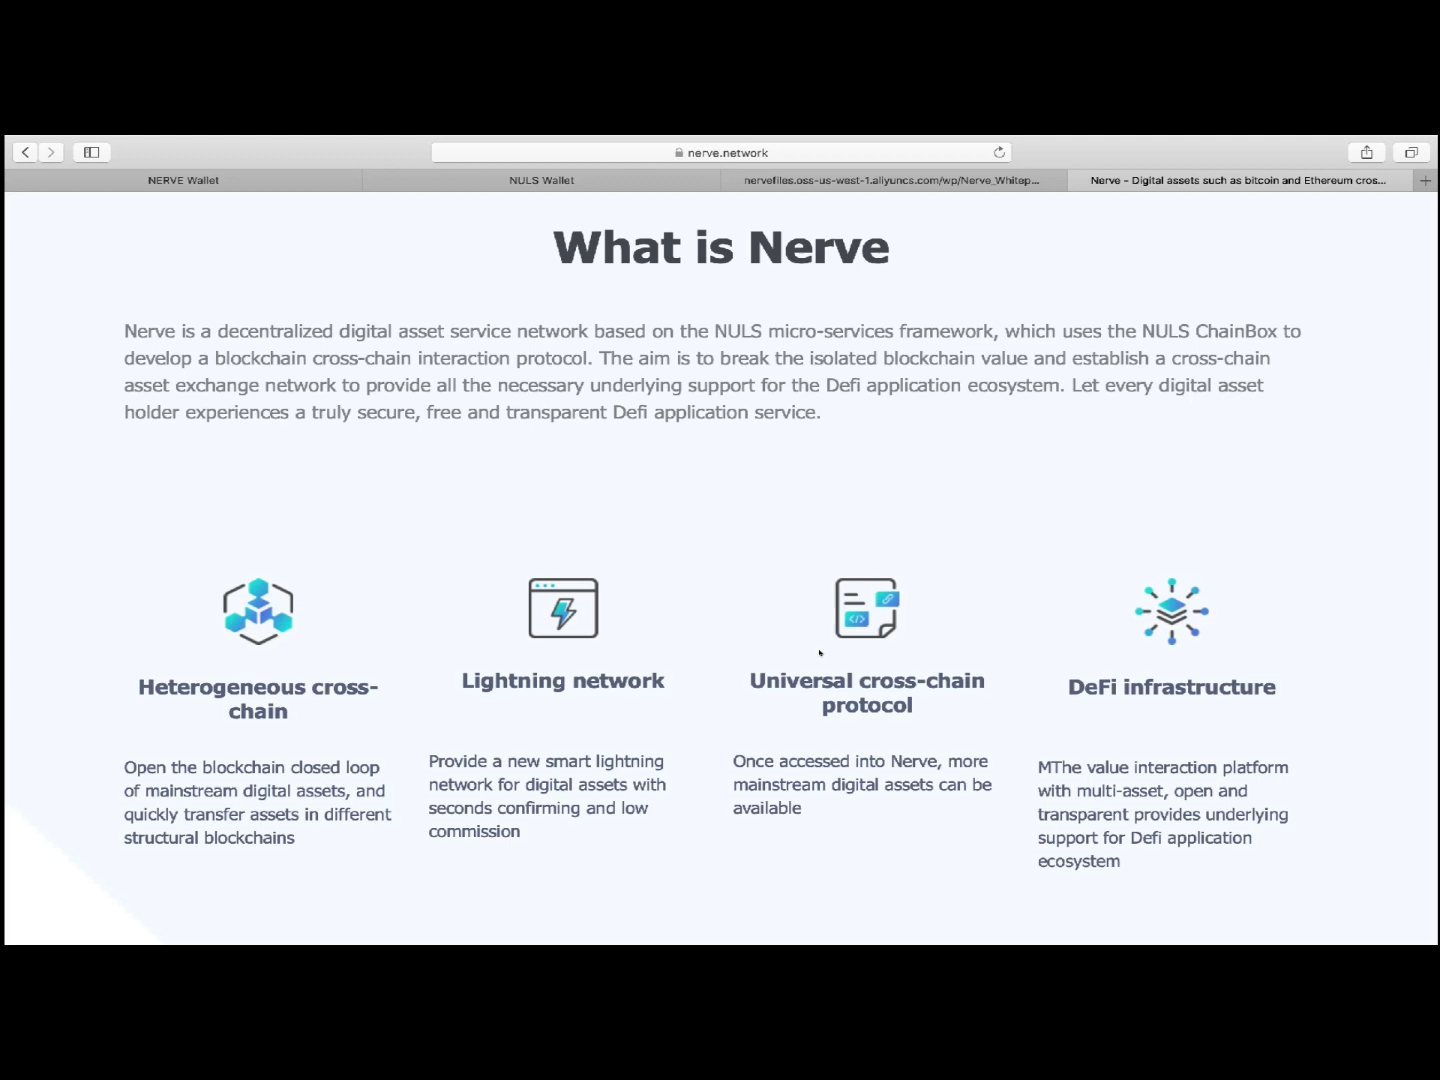 nerve.network
NERVE Wallet
NULS Wallet
nervefiles.oss-us-west-1.aliyuncs.com/wp/Nerve_Whitep...
Nerve - Digital assets such as bitcoin and Ethereum cros...
What is Nerve
Nerve is a decentralized digital asset service network based on the NULS micro-services framework, which uses the NULS ChainBox to
develop a blockchain cross-chain interaction protocol. The aim is to break the isolated blockchain value and establish a cross-chain
asset exchange network to provide all the necessary underlying support for the Defi application ecosystem. Let every digital asset
holder experiences a truly secure, free and transparent Defi application service.
Heterogeneous cross-
chain
Open the blockchain closed loop
of mainstream digital assets, and
quickly transfer assets in different
structural blockchains
Lightning network
Provide a new smart lightning
network for digital assets with
seconds confirming and low
commission
Universal cross-chain
protocol
Once accessed into Nerve, more
mainstream digital assets can be
available
DeFi infrastructure
MThe value interaction platform
with multi-asset, open and
transparent provides underlying
support for Defi application
ecosystem